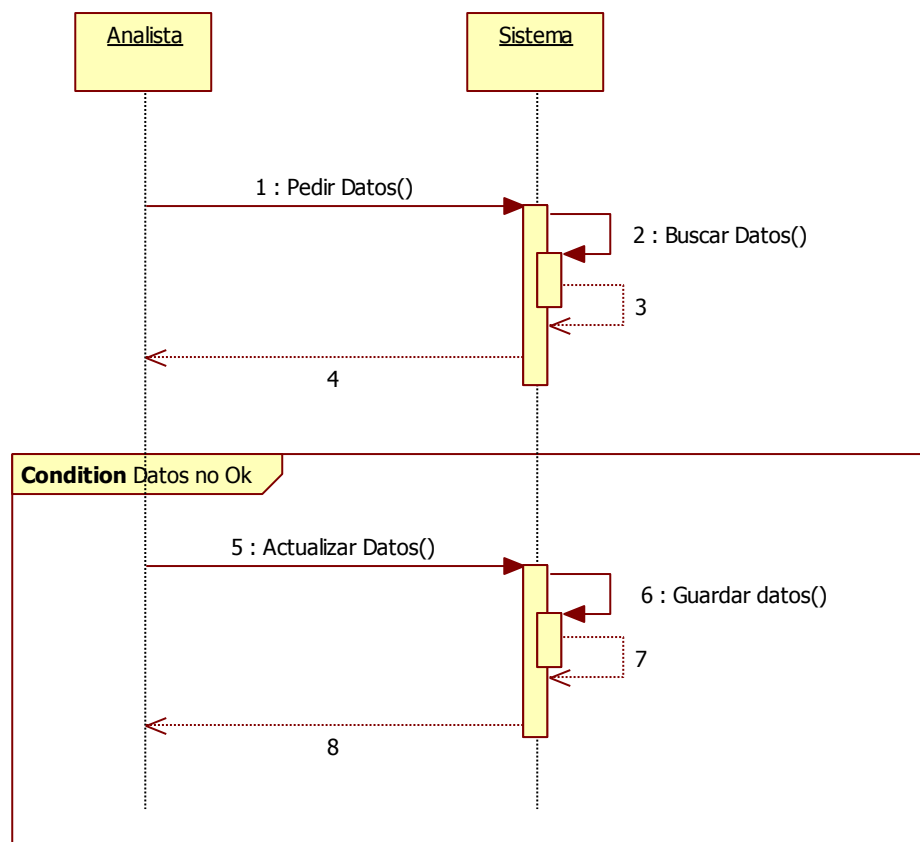 Analista
Sistema
1 : Pedir Datos()
2 : Buscar Datos()
3
4
Condition Datos no Ok
5 : Actualizar Datos()
6 : Guardar datos()
7
8